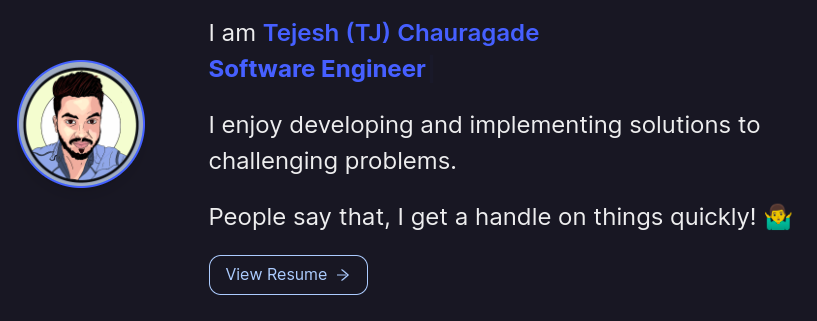 I am Tejesh (TJ) Chauragade
Software Engineer
I enjoy developing and implementing solutions to
challenging problems.
People say that, I get a handle on things quickly! 🤷‍♂️
View Resume →